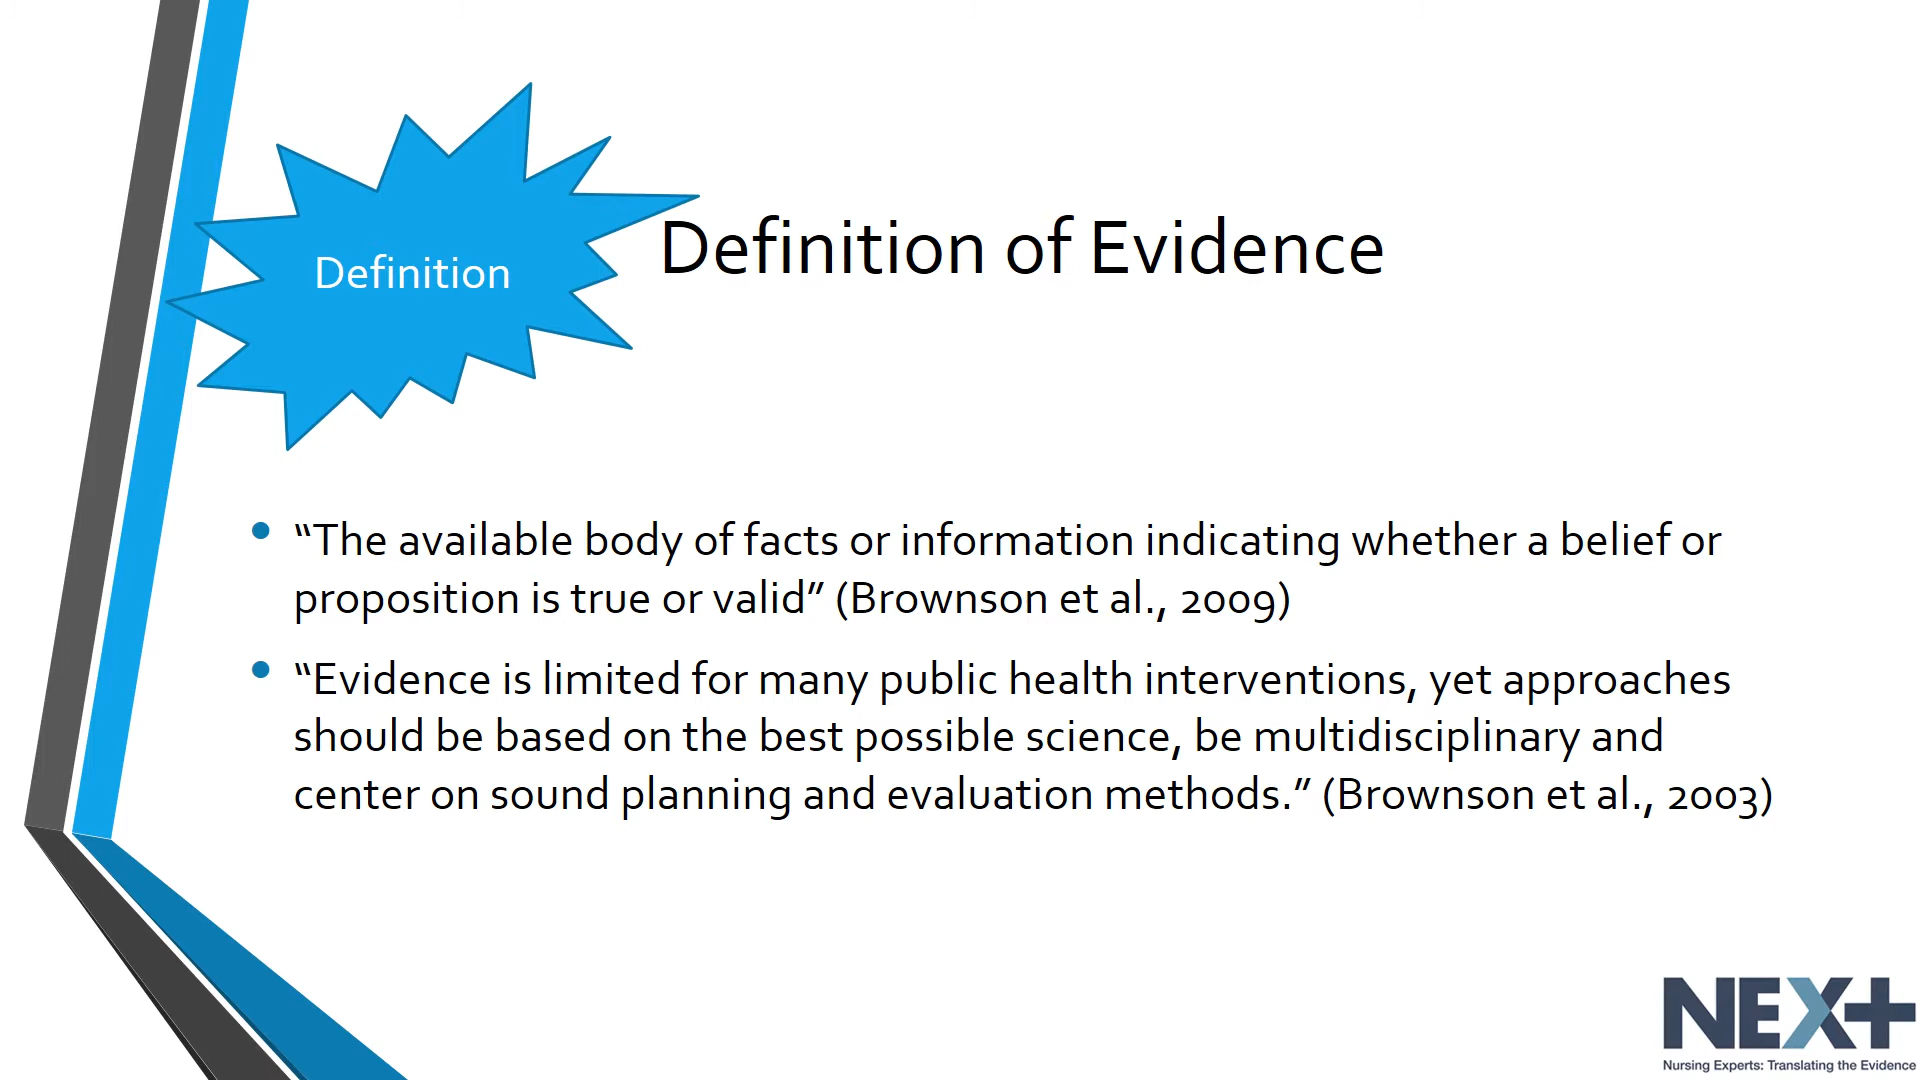 Definition
Definition of Evidence
• “The available body of facts or information indicating whether a belief or
proposition is true or valid” (Brownson et al., 2009)
• “Evidence is limited for many public health interventions, yet approaches
should be based on the best possible science, be multidisciplinary and
center on sound planning and evaluation methods.” (Brownson et al., 2003)
NEX+
Nursing Experts: Translating the Evidence